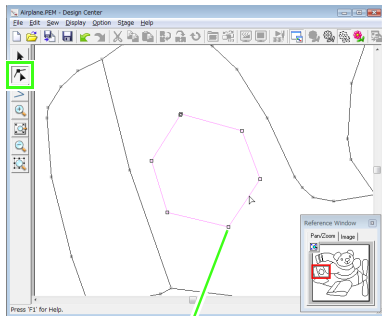 Airplane.PEM - Design Center
File Edit Sew Display Option Stage Help
Reference Window
Pan/Zoom Image
Press 'F1' for Help.